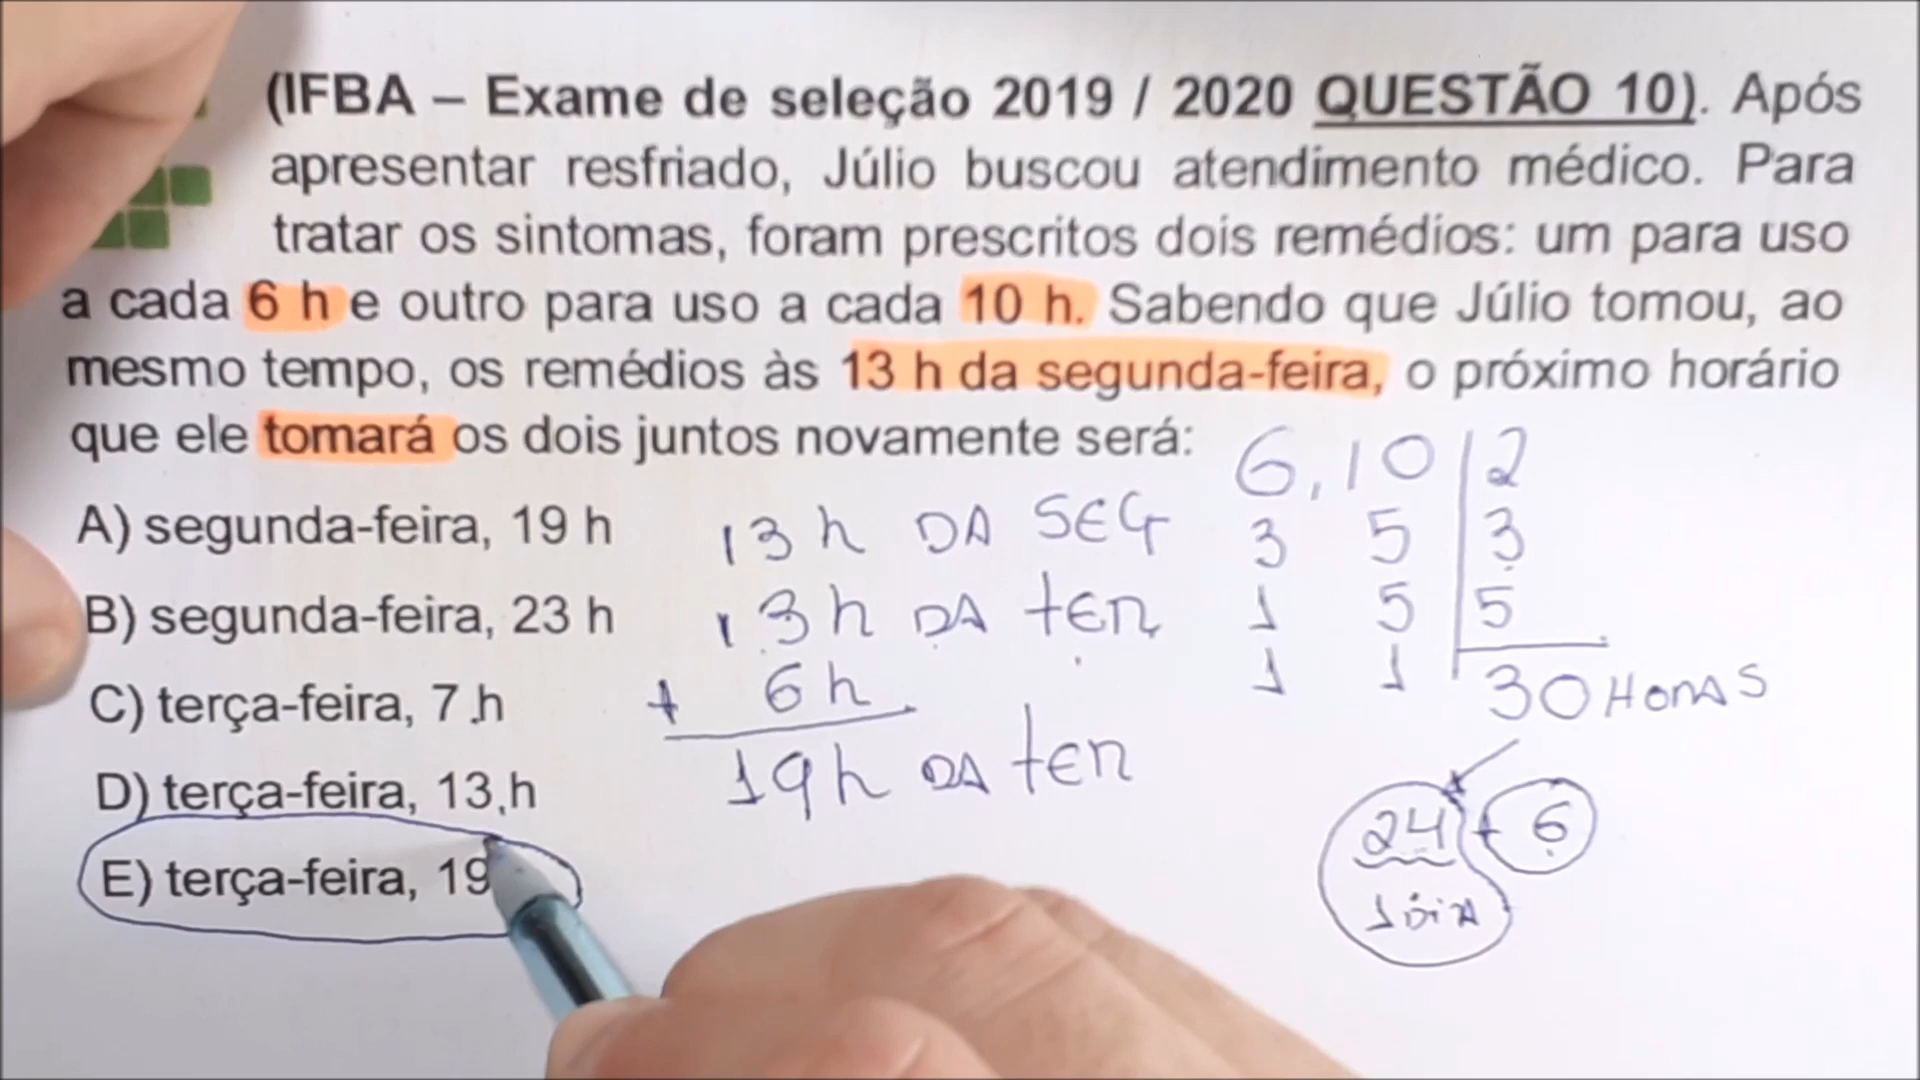 (IFBA – Exame de seleção 2019 / 2020 QUESTÃO 10). Após
apresentar resfriado, Júlio buscou atendimento médico. Para
tratar os sintomas, foram prescritos dois remédios: um para uso
a cada 6 h e outro para uso a cada 10 h. Sabendo que Júlio tomou, ao
mesmo tempo, os remédios às 13 h da segunda-feira, o próximo horário
que ele tomará os dois juntos novamente será:
A) segunda-feira, 19 h
B) segunda-feira, 23 h
C) terça-feira, 7 h
D) terça-feira, 13 h
E) terça-feira, 19
13 h DA SEG
13 h DA TER
+ 6 h
19 h DA TER
6, 10 | 2
3 5 | 3
1 5 | 5
1 1 | 30 HORAS
24 + 6
1 DIA